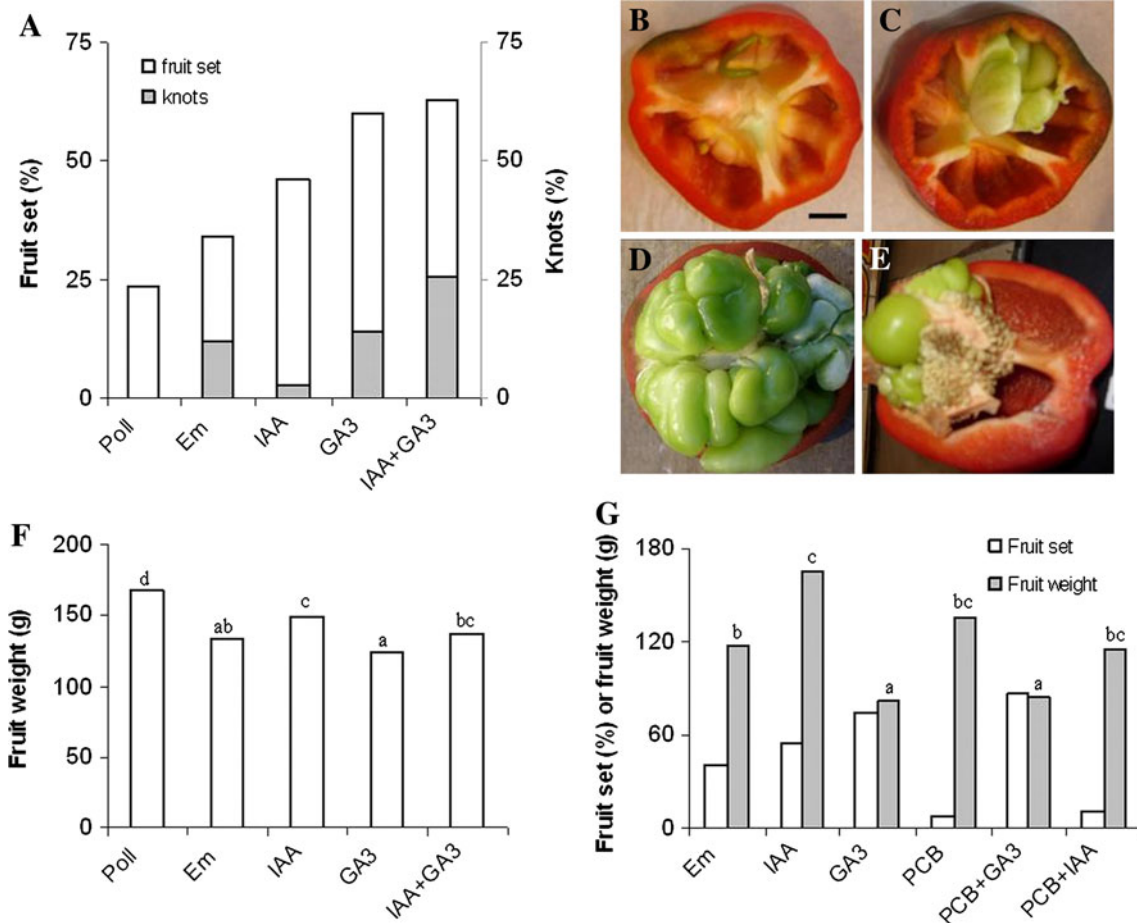 A
75
50
25
0
Fruit set (%)
fruit set
knots
75
50
25
0
Knots (%)
Poll
Em
IAA
GA3
IAA+GA3
B
C
D
E
F
200
150
100
50
0
Fruit weight (g)
d
ab
c
a
bc
Poll
Em
IAA
GA3
IAA+GA3
G
180
120
60
0
Fruit set (%) or fruit weight (g)
Fruit set
Fruit weight
b
c
a
bc
a
bc
Em
IAA
GA3
PCB
PCB+GA3
PCB+IAA